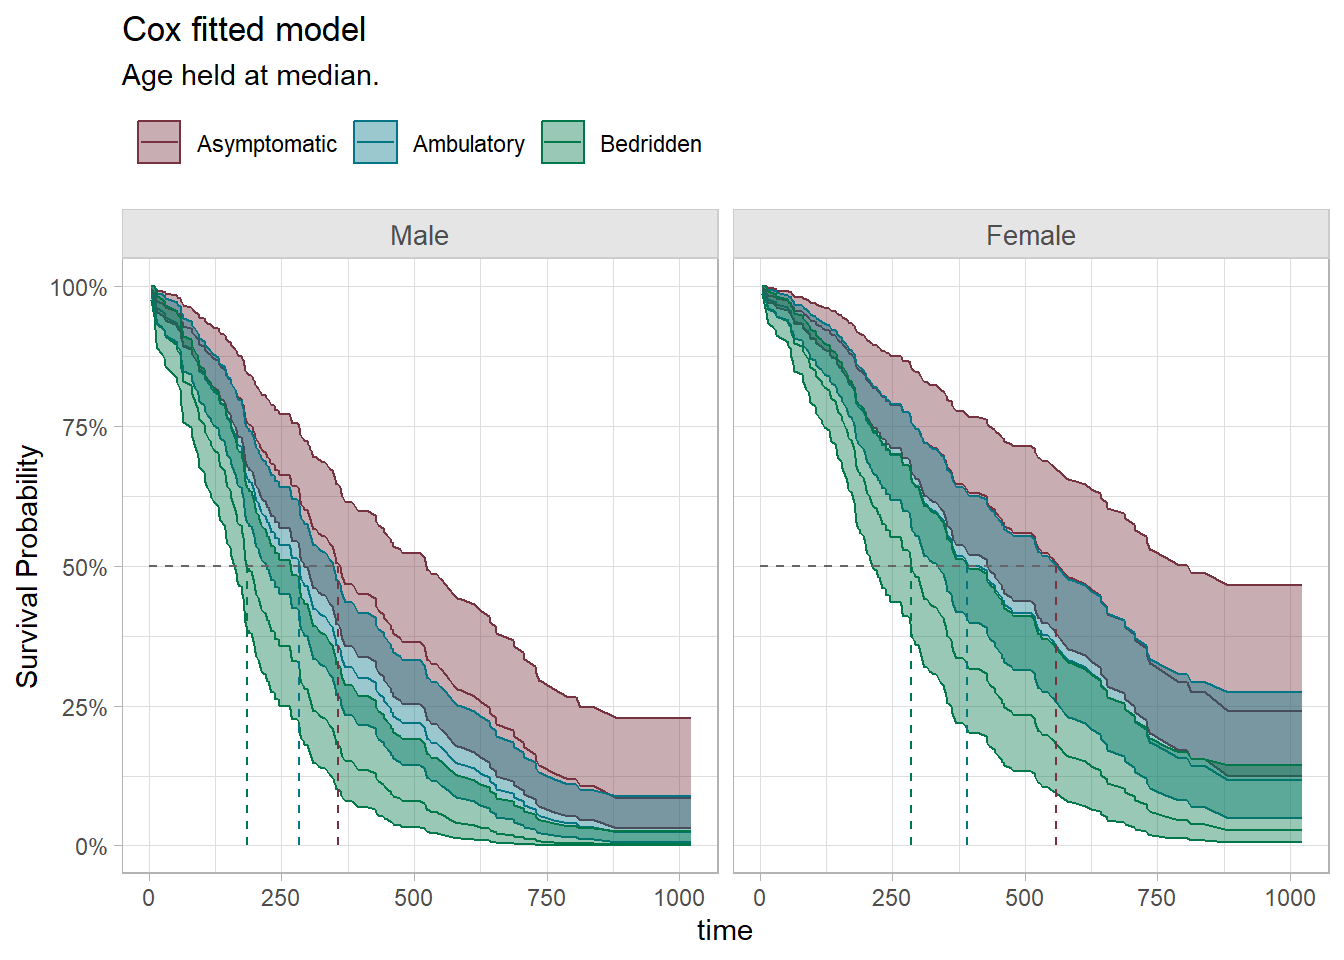 Cox fitted model
Age held at median.
Asymptomatic Ambulatory Bedridden
Male Female
Survival Probability
100%
75%
50%
25%
0%
0 250 500 750 1000 0 250 500 750 1000
time